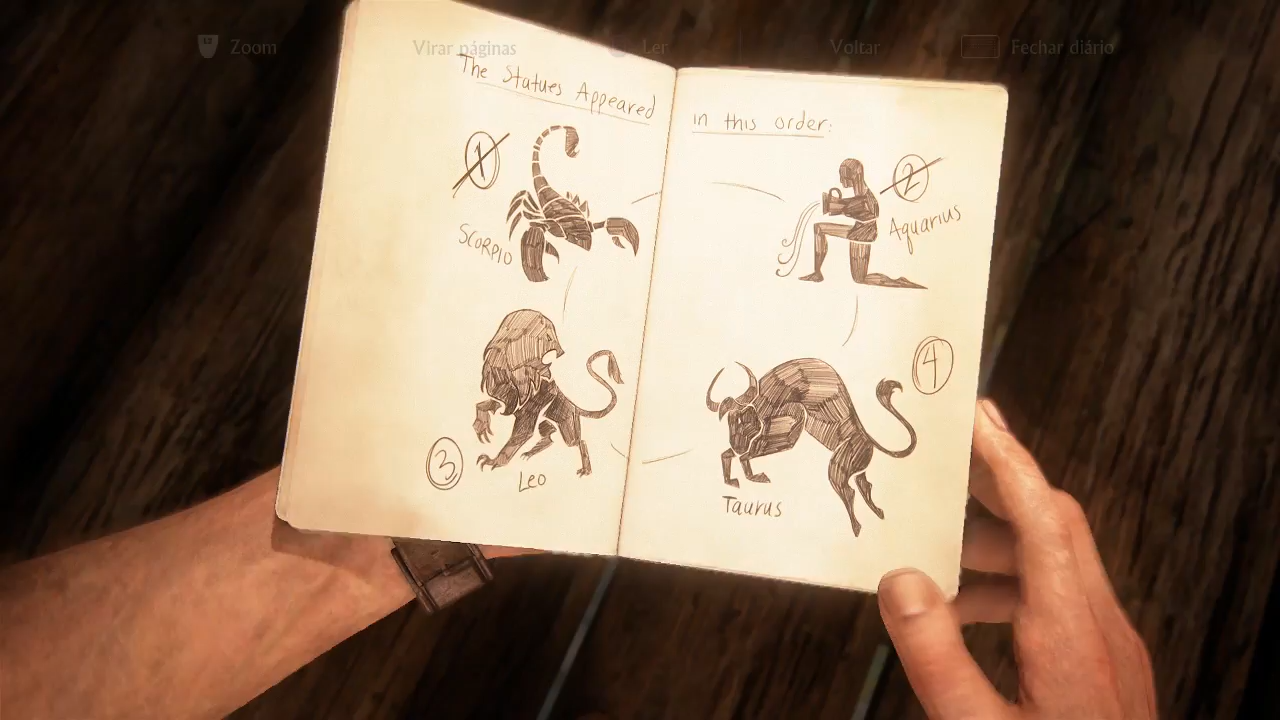 Zoom Virar páginas Ler Voltar Fechar diário
The Statues Appeared in this order:
1 2
Scorpio Aquarius
3 4
Leo Taurus